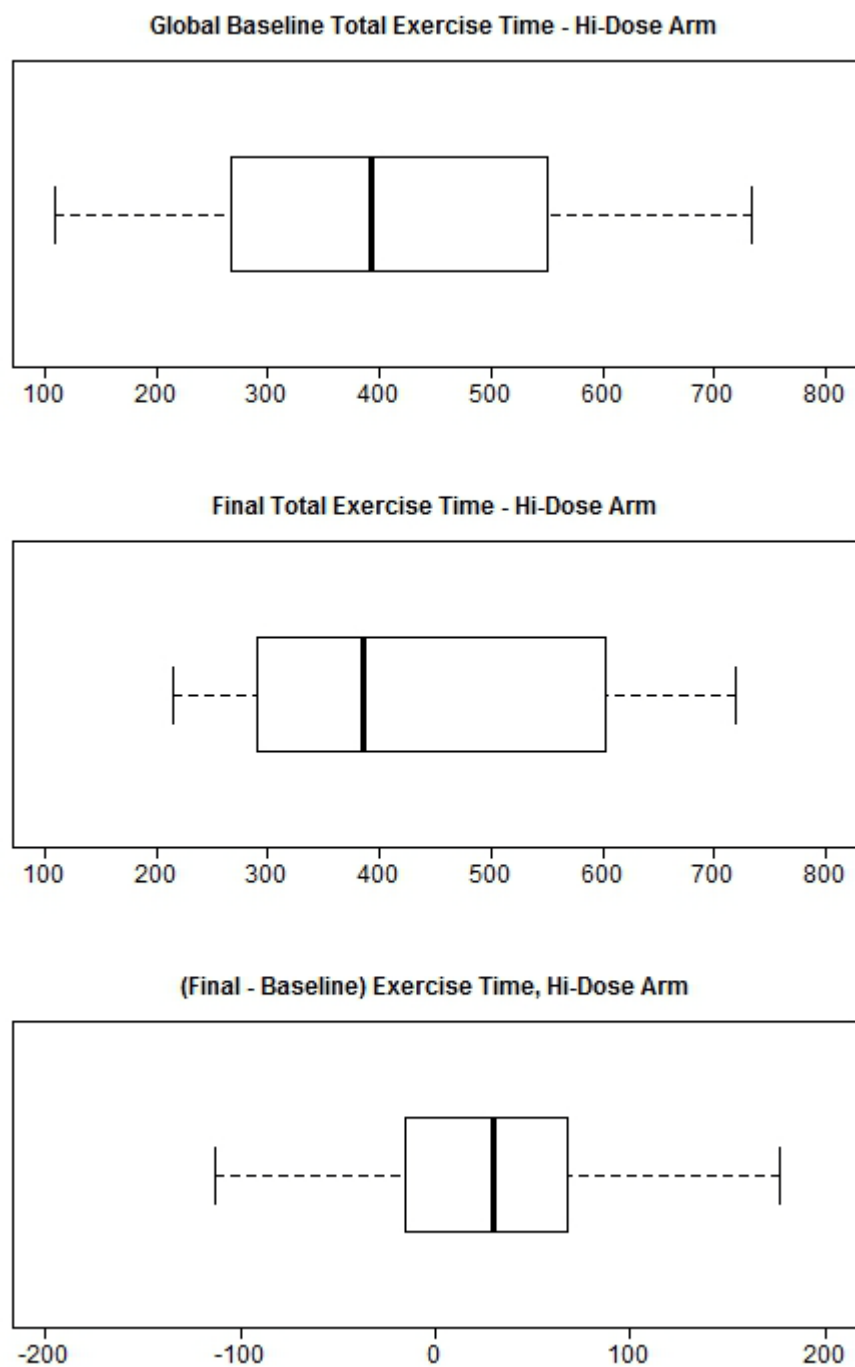 Global Baseline Total Exercise Time - Hi-Dose Arm
100 200 300 400 500 600 700 800
Final Total Exercise Time - Hi-Dose Arm
100 200 300 400 500 600 700 800
(Final - Baseline) Exercise Time, Hi-Dose Arm
-200 -100 0 100 200